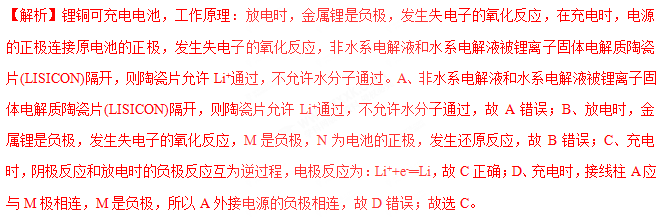 【解析】锂铜可充电电池，工作原理：放电时，金属锂是负极，发生失电子的氧化反应，在充电时，电源
的正极连接原电池的正极，发生失电子的氧化反应，非水系电解液和水系电解液被锂离子固体电解质陶瓷
片(LISICON)隔开，则陶瓷片允许 Li⁺通过，不允许水分子通过。A、非水系电解液和水系电解液被锂离子固
体电解质陶瓷片(LISICON)隔开，则陶瓷片允许 Li⁺通过，不允许水分子通过，故 A 错误；B、放电时，金
属锂是负极，发生失电子的氧化反应，M 是负极，N 为电池的正极，发生还原反应，故 B 错误；C、充电
时，阴极反应和放电时的负极反应互为逆过程，电极反应为：Li⁺+e⁻═Li，故 C 正确；D、充电时，接线柱 A应
与 M极相连，M 是负极，所以 A 外接电源的负极相连，故 D 错误；故选 C。